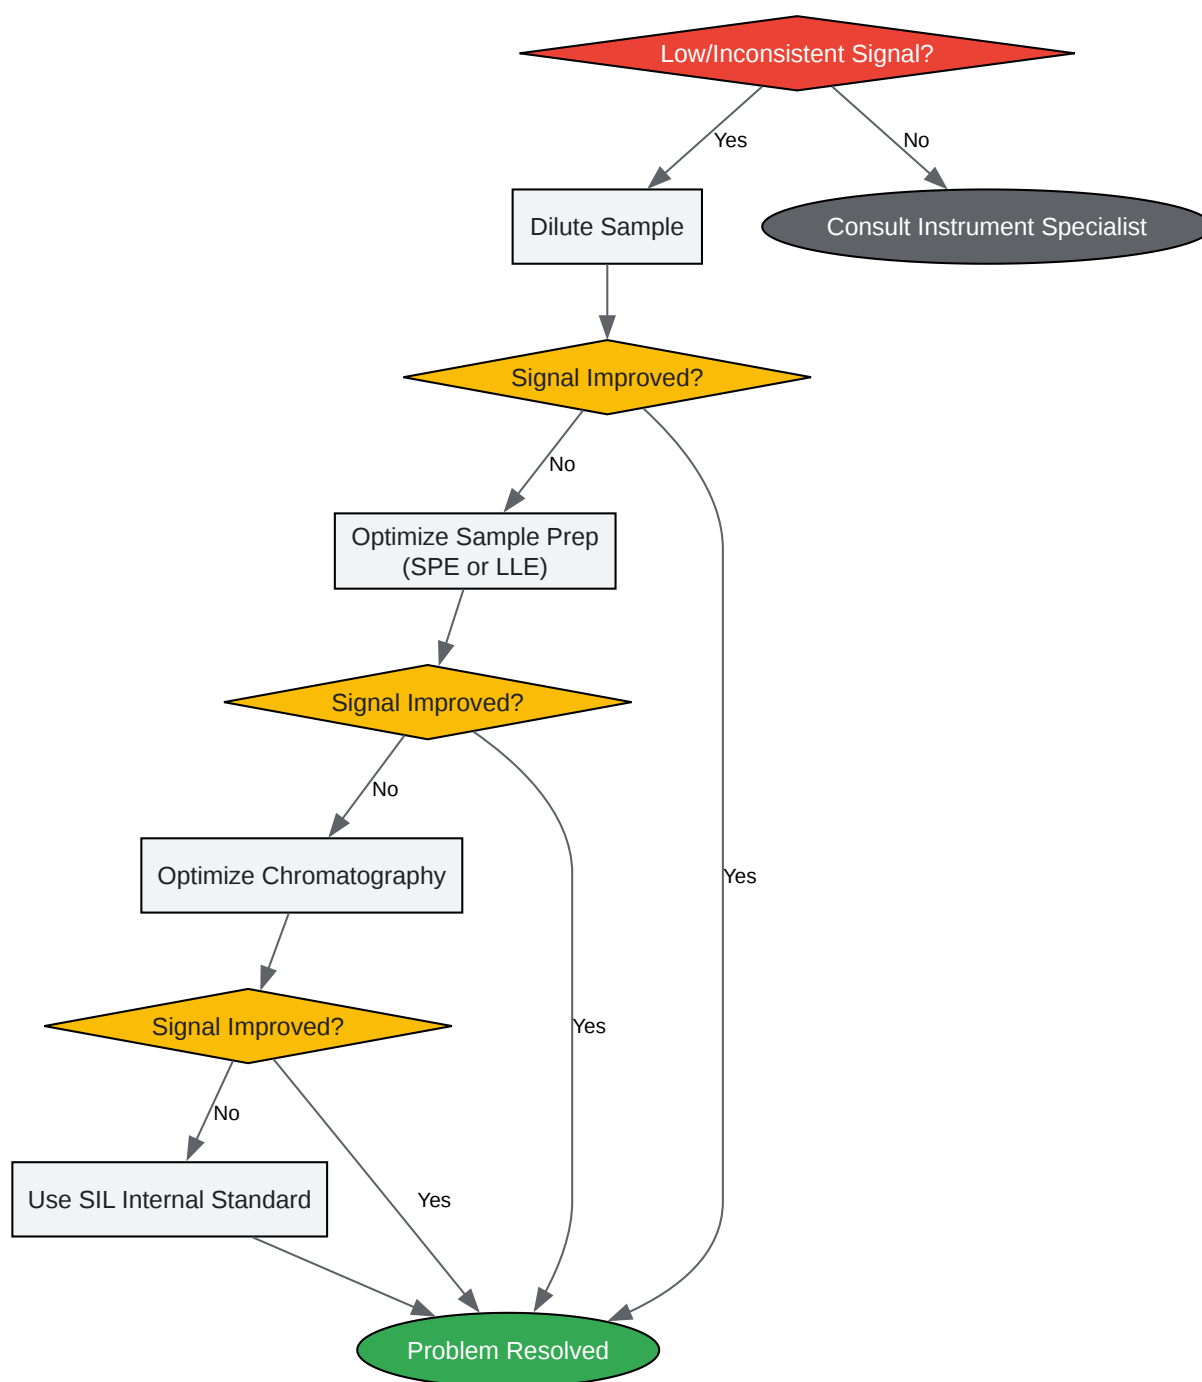 Low/Inconsistent Signal?
Yes
No
Dilute Sample
Consult Instrument Specialist
Signal Improved?
No
Optimize Sample Prep
(SPE or LLE)
Signal Improved?
No
Optimize Chromatography
Yes
Signal Improved?
Yes
No
Use SIL Internal Standard
Yes
Problem Resolved